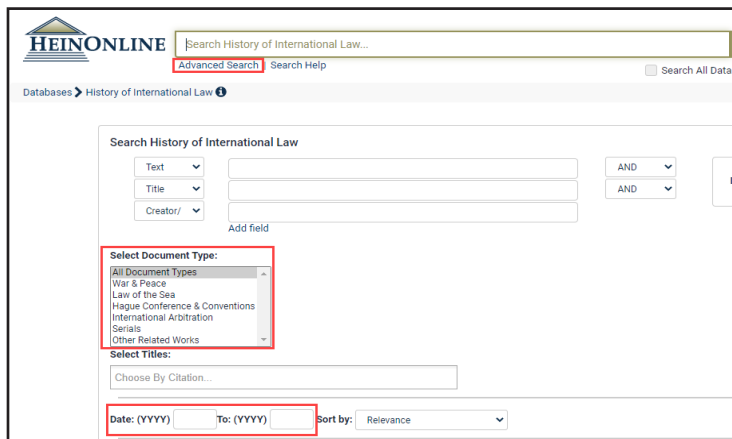 HEINONLINE
Search History of International Law...
Advanced Search Search Help
Search All Data
Databases > History of International Law
Search History of International Law
Text AND
Title AND
Creator/
Add field
Select Document Type:
All Document Types
War & Peace
Law of the Sea
Hague Conference & Conventions
International Arbitration
Serials
Other Related Works
Select Titles:
Choose By Citation...
Date: (YYYY) To: (YYYY) Sort by: Relevance